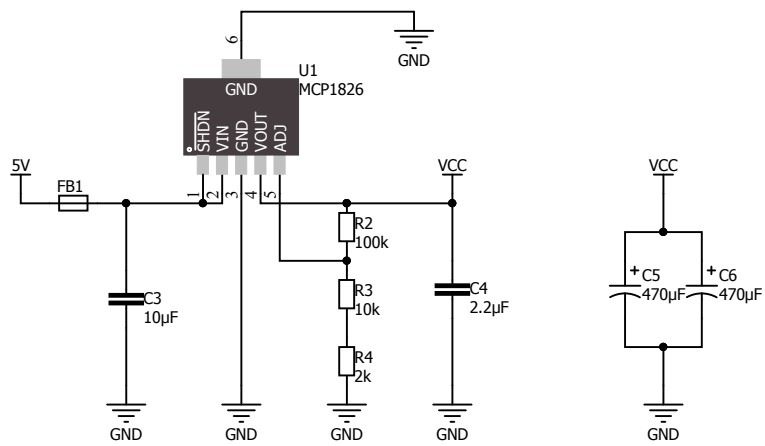 6
GND
U1
MCP1826
GND
SHDN
VIN
GND
VOUT
ADJ
5V
FB1
1
2
3
4
5
VCC
VCC
R2
100k
C3
10µF
R3
10k
C4
2.2µF
+
C5
470µF
+
C6
470µF
R4
2k
GND
GND
GND
GND
GND